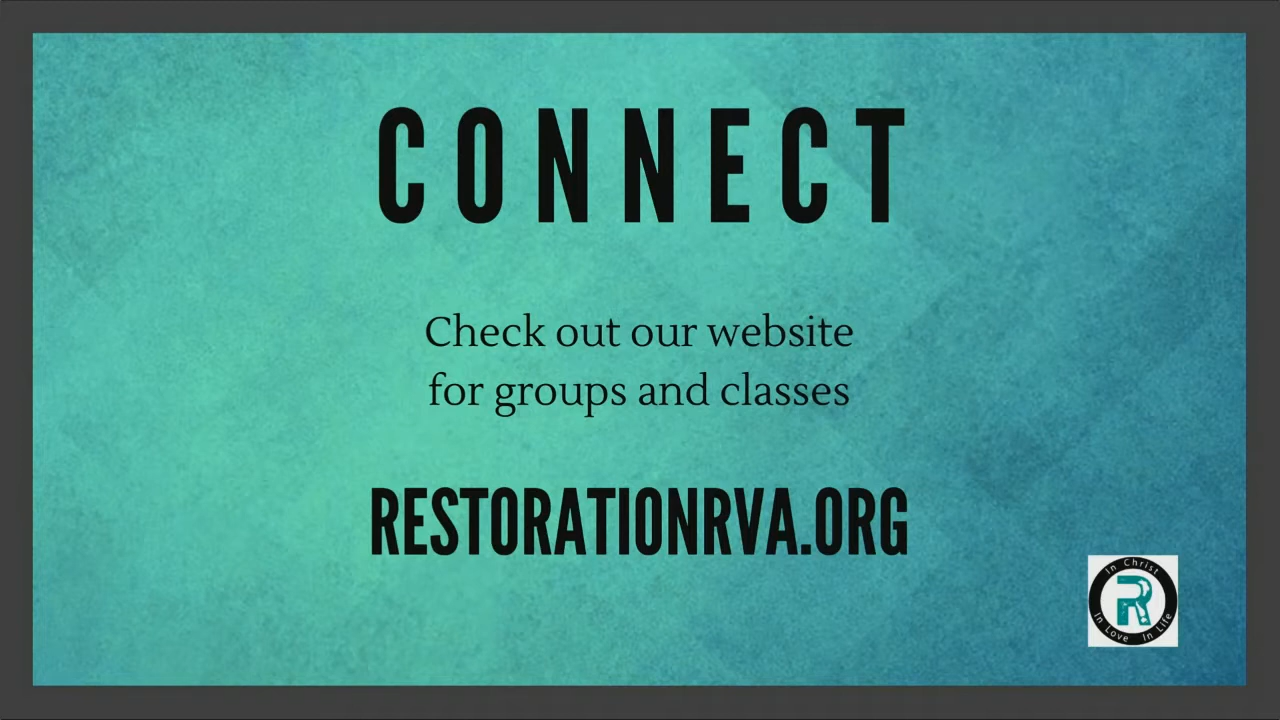 CONNECT
Check out our website
for groups and classes
RESTORATIONRVA.ORG
In Christ
R
In Love In Life